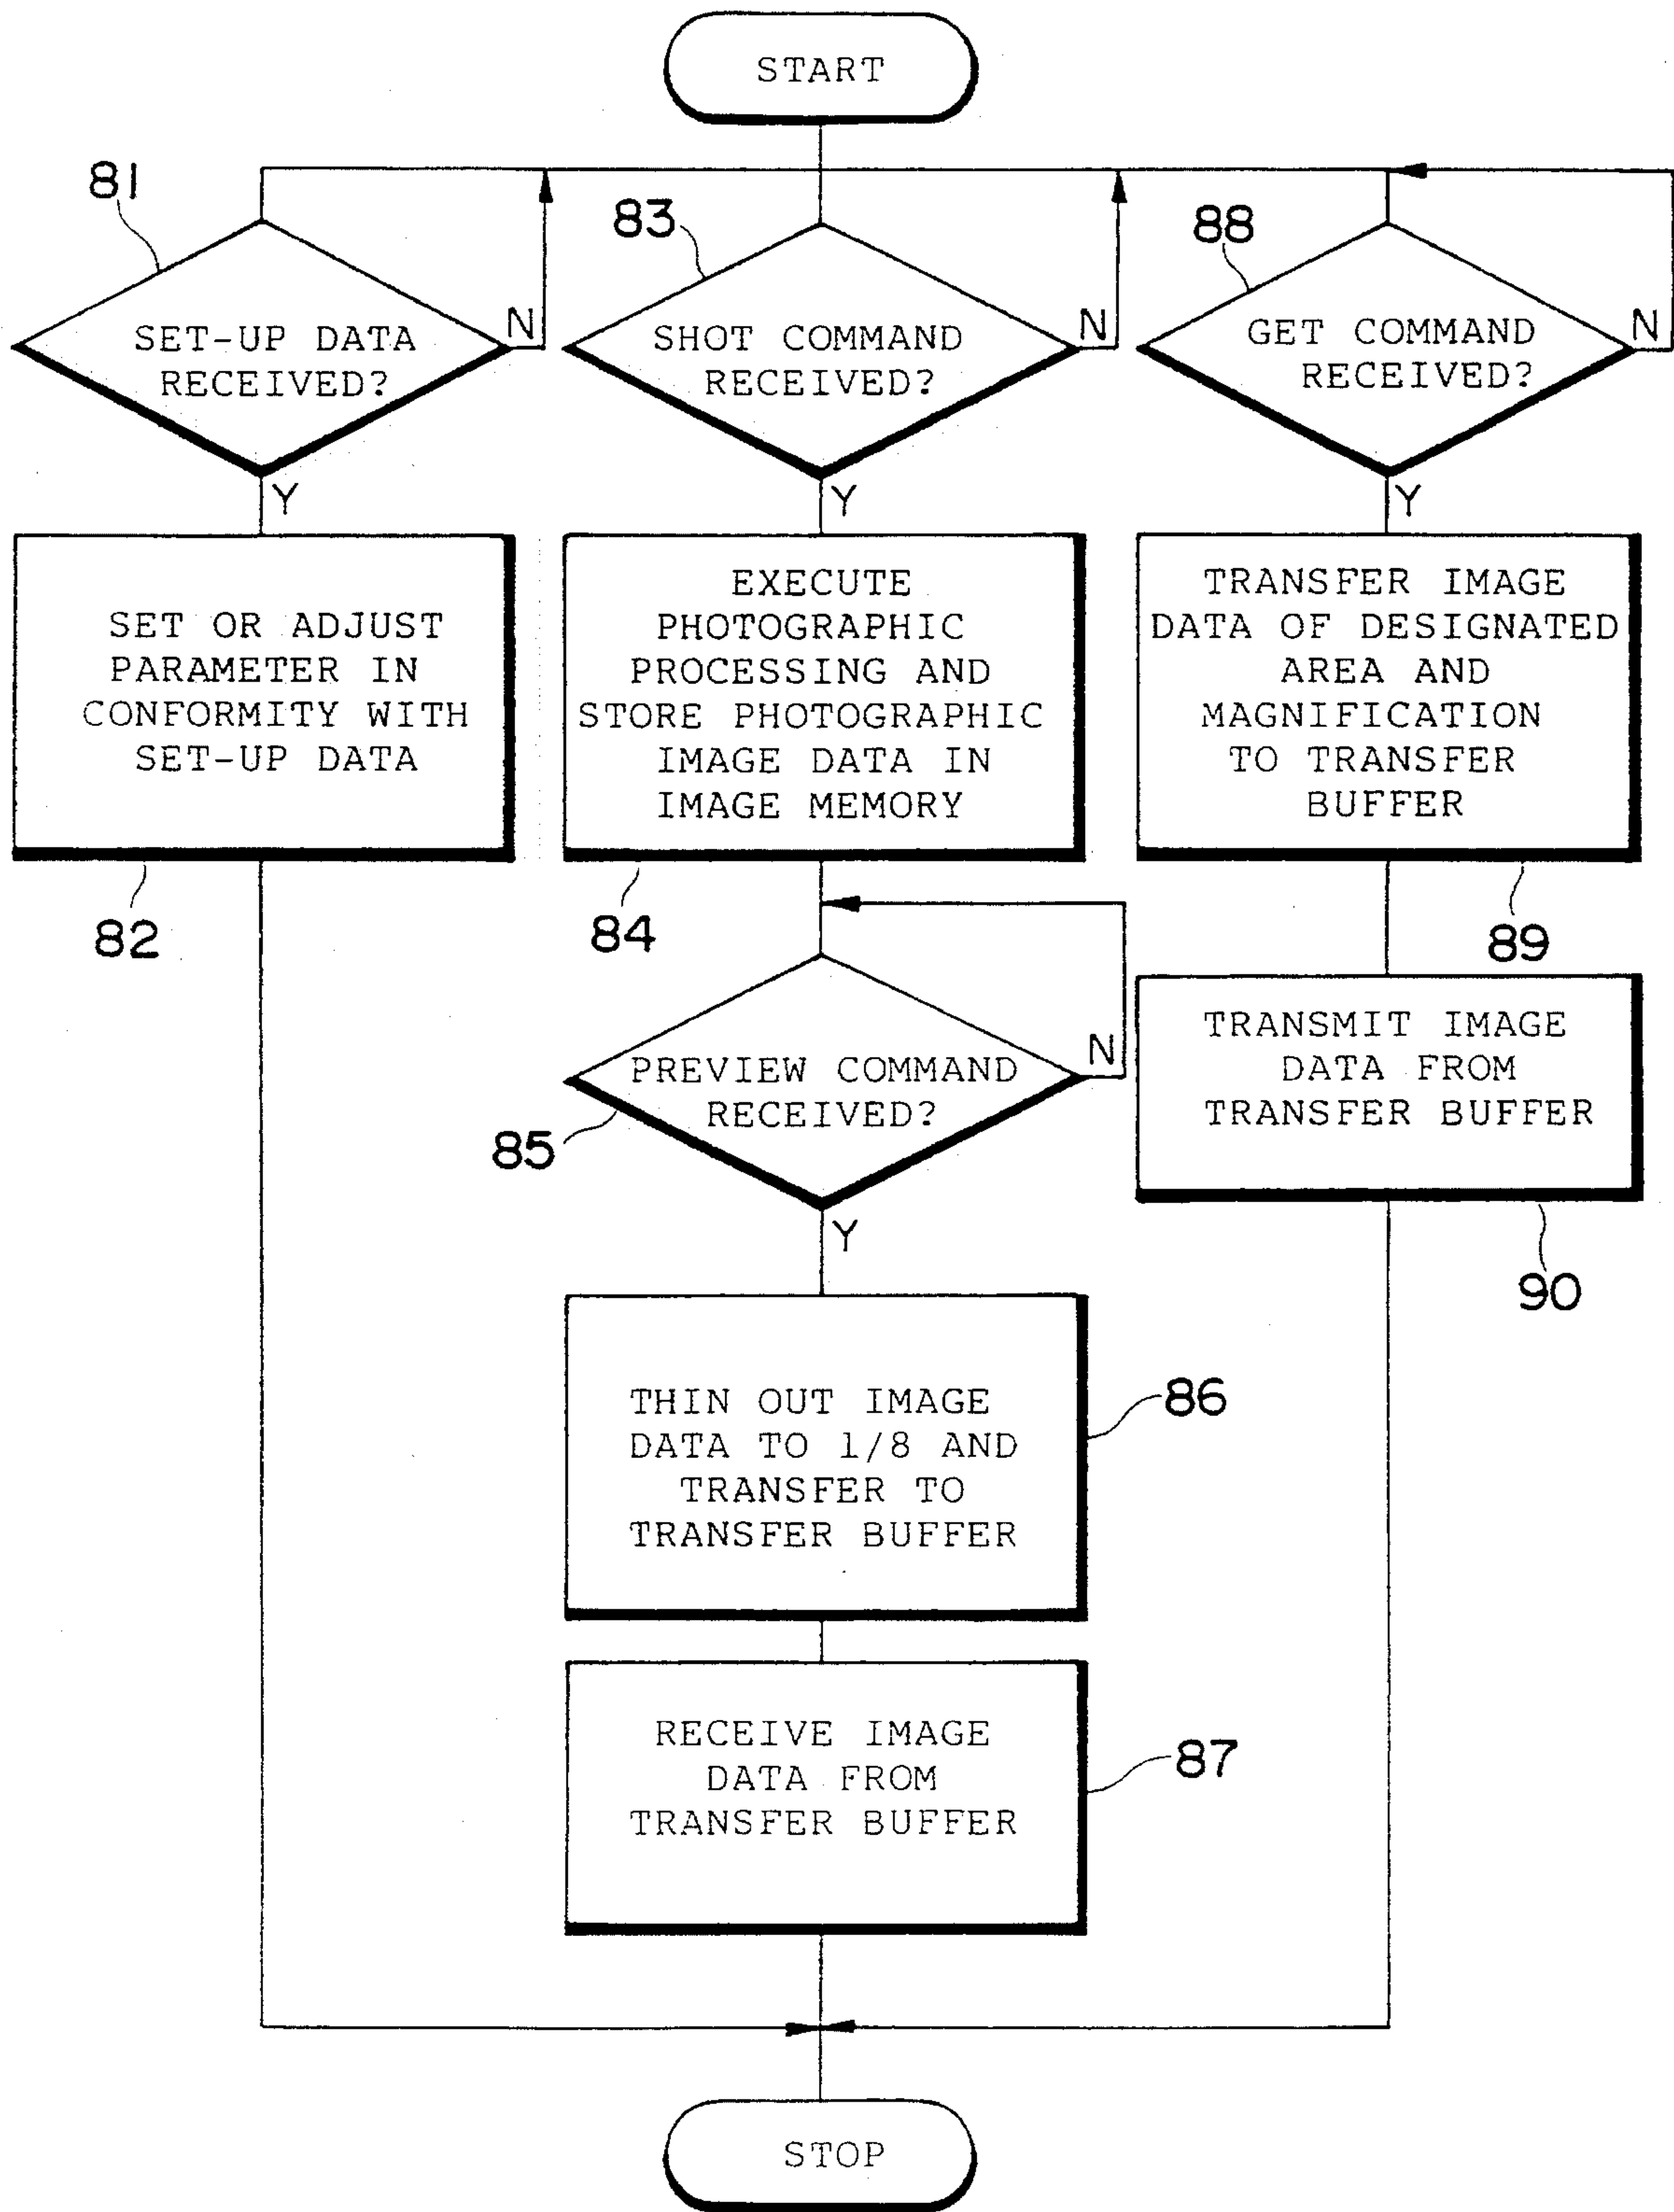 START
81
SET-UP DATA
RECEIVED?
N
Y
SET OR ADJUST
PARAMETER IN
CONFORMITY WITH
SET-UP DATA
82
83
SHOT COMMAND
RECEIVED?
N
Y
EXECUTE
PHOTOGRAPHIC
PROCESSING AND
STORE PHOTOGRAPHIC
IMAGE DATA IN
IMAGE MEMORY
84
PREVIEW COMMAND
RECEIVED?
N
85
Y
THIN OUT IMAGE
DATA TO 1/8 AND
TRANSFER TO
TRANSFER BUFFER
86
RECEIVE IMAGE
DATA FROM
TRANSFER BUFFER
87
88
GET COMMAND
RECEIVED?
N
Y
TRANSFER IMAGE
DATA OF DESIGNATED
AREA AND
MAGNIFICATION
TO TRANSFER
BUFFER
89
TRANSMIT IMAGE
DATA FROM
TRANSFER BUFFER
90
STOP